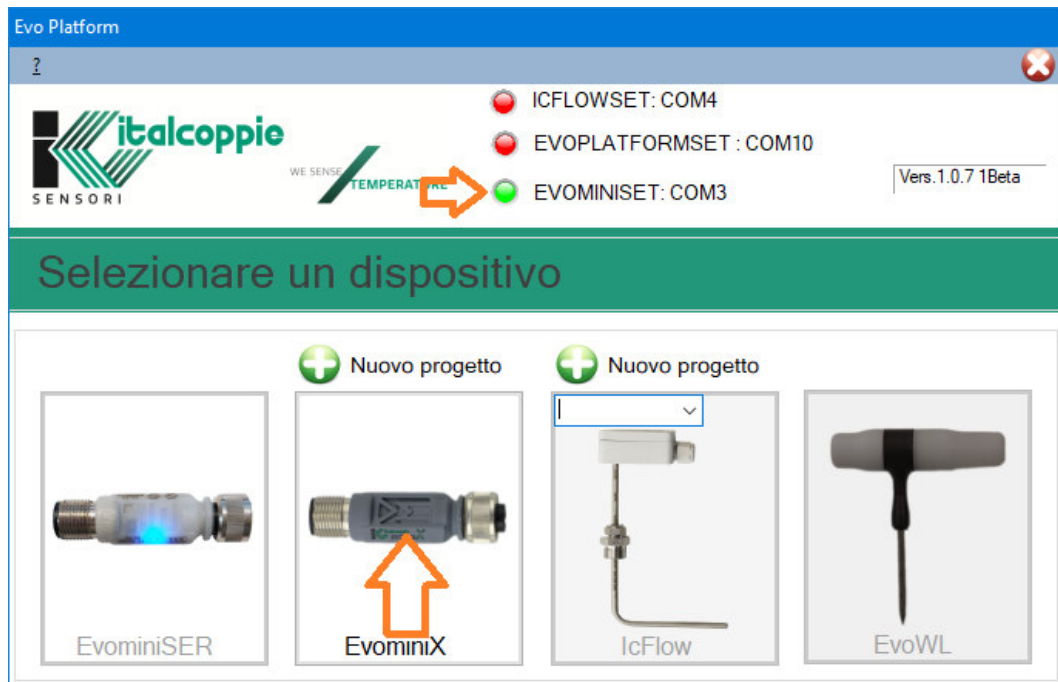 Evo Platform
?
ICFLOWSET: COM4
italcoppie
EVOPLATFORMSET : COM10
WE SENSE
TEMPERATURE
EVOMINISET: COM3
Vers.1.0.7 1Beta
SENSORI
Selezionare un dispositivo
Nuovo progetto
Nuovo progetto
EvominiSER
EvominiX
IcFlow
EvoWL